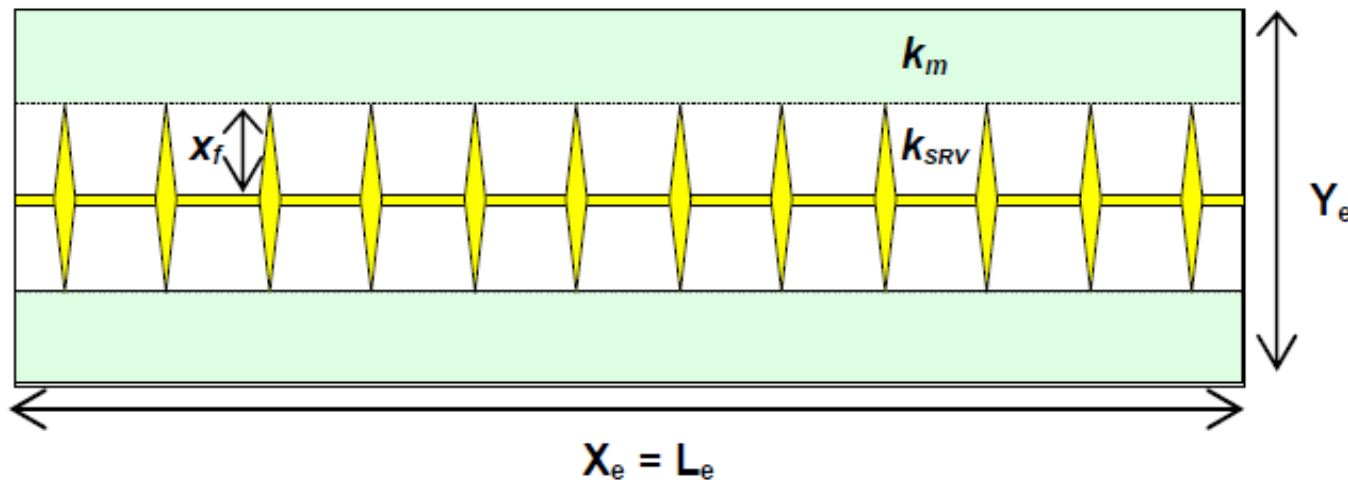 k_m
x_f
k_SRV
Y_e
X_e = L_e